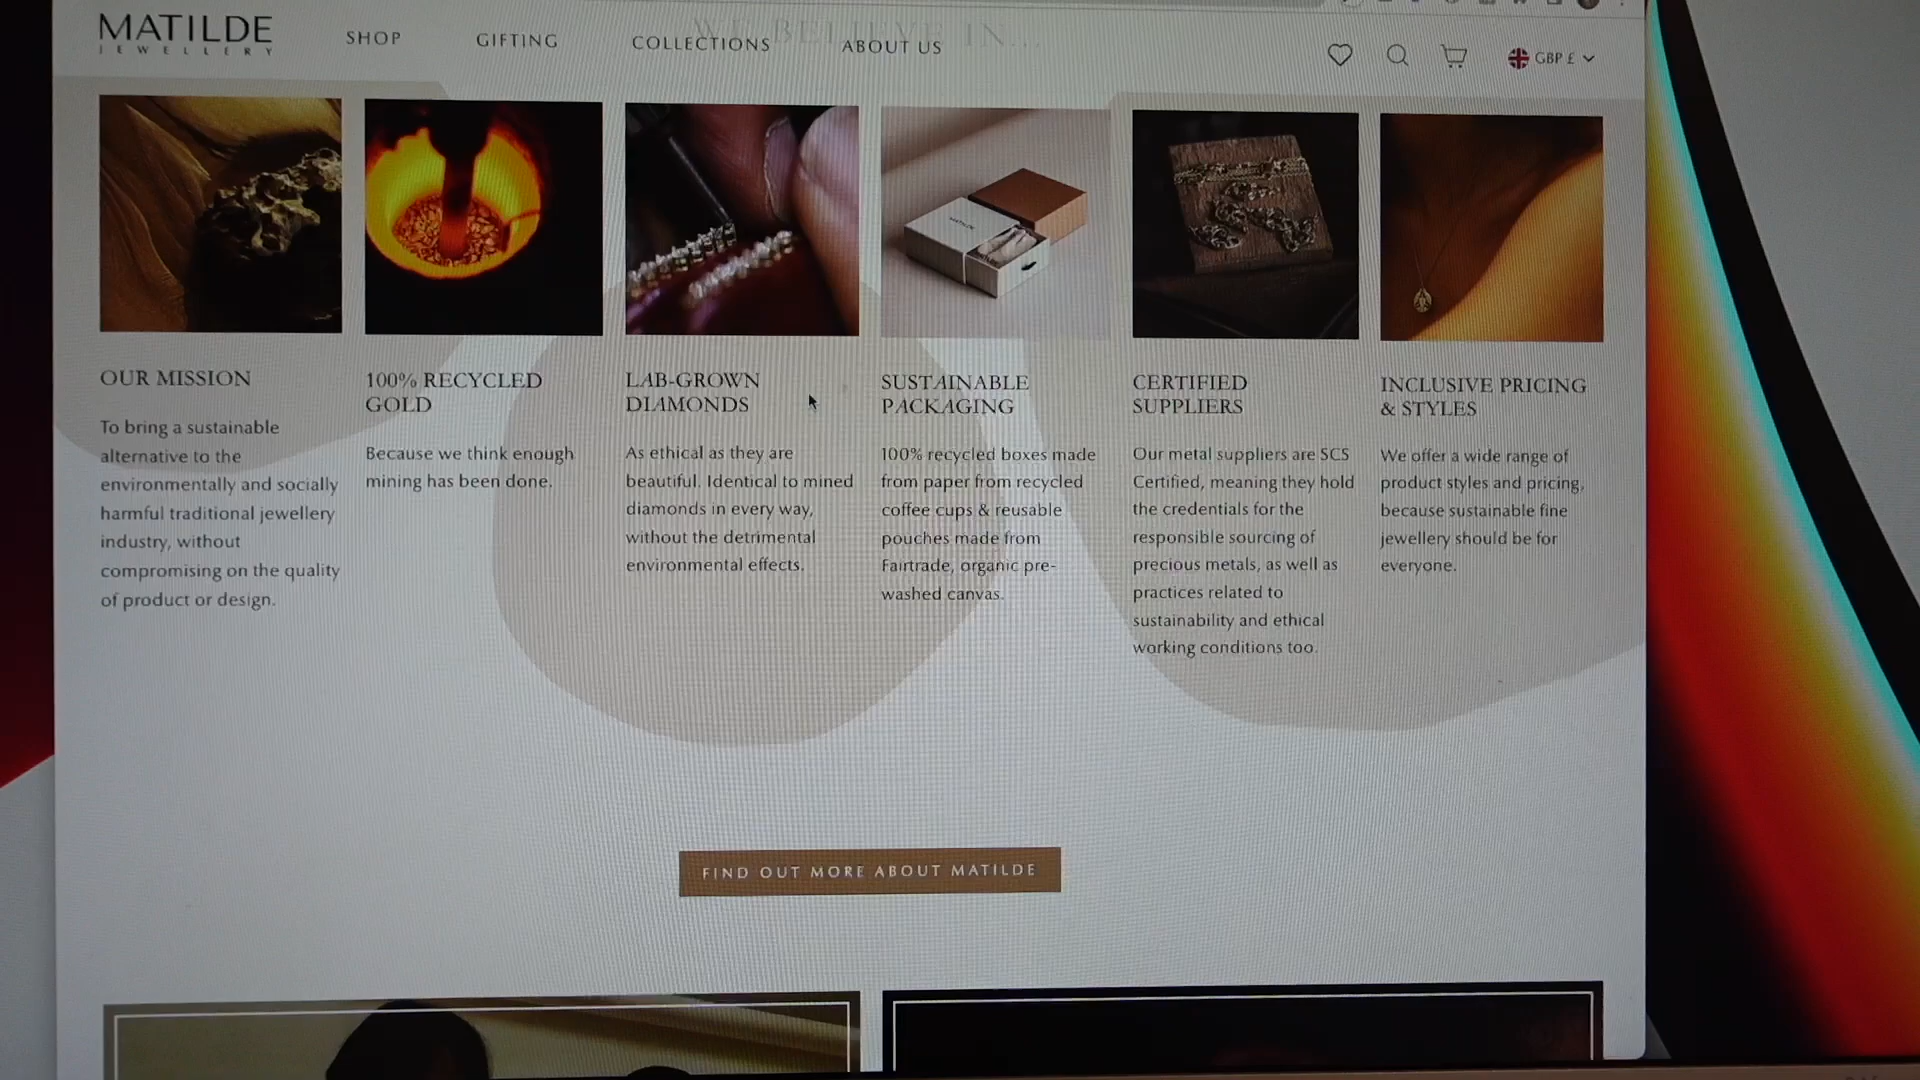 MATILDE
JEWELLERY
SHOP
GIFTING
COLLECTIONS
ABOUT US
GBP £
WE BELIEVE IN...
OUR MISSION
To bring a sustainable
alternative to the
environmentally and socially
harmful traditional jewellery
industry, without
compromising on the quality
of product or design.
100% RECYCLED
GOLD
Because we think enough
mining has been done.
LAB-GROWN
DIAMONDS
As ethical as they are
beautiful. Identical to mined
diamonds in every way,
without the detrimental
environmental effects.
MATILDE
SUSTAINABLE
PACKAGING
100% recycled boxes made
from paper from recycled
coffee cups & reusable
pouches made from
Fairtrade, organic pre-
washed canvas.
CERTIFIED
SUPPLIERS
Our metal suppliers are SCS
Certified, meaning they hold
the credentials for the
responsible sourcing of
precious metals, as well as
practices related to
sustainability and ethical
working conditions too.
INCLUSIVE PRICING
& STYLES
We offer a wide range of
product styles and pricing,
because sustainable fine
jewellery should be for
everyone.
FIND OUT MORE ABOUT MATILDE